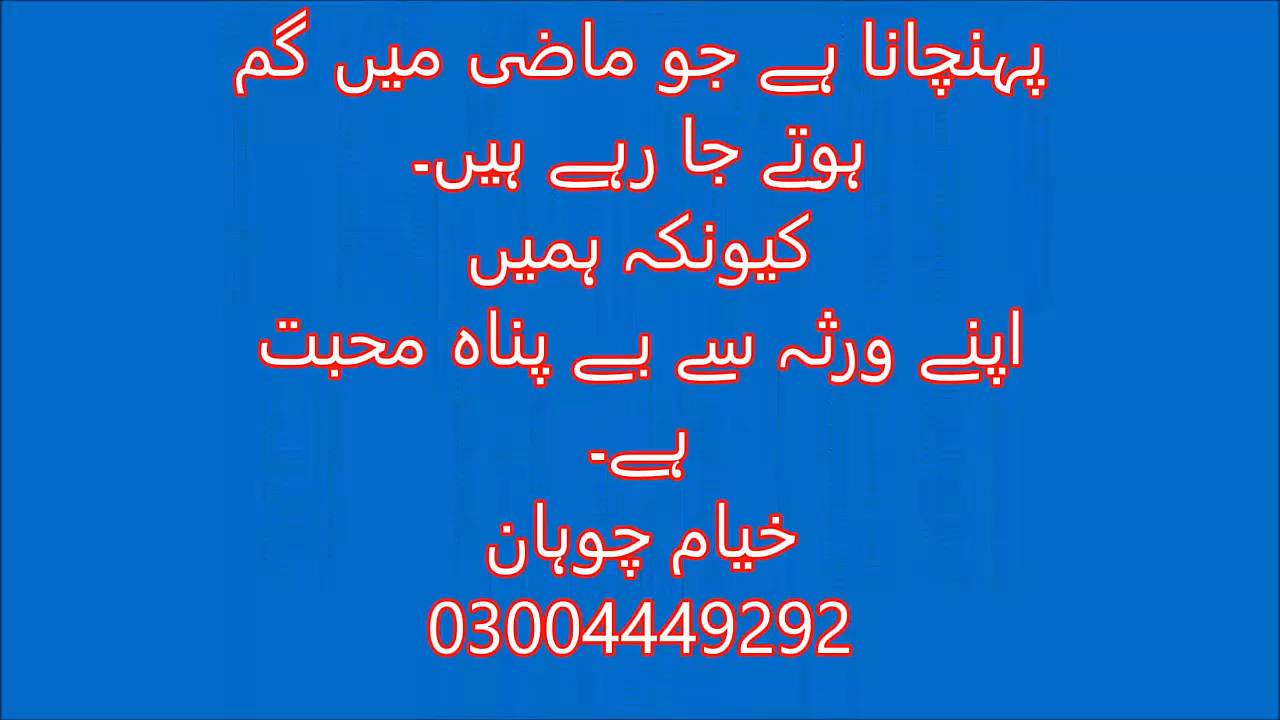 پہنچانا ہے جو ماضی میں گم
ہوتے جا رہے ہیں۔
کیونکہ ہمیں
اپنے ورثہ سے بے پناہ محبت
ہے۔
خیام چوہان
03004449292